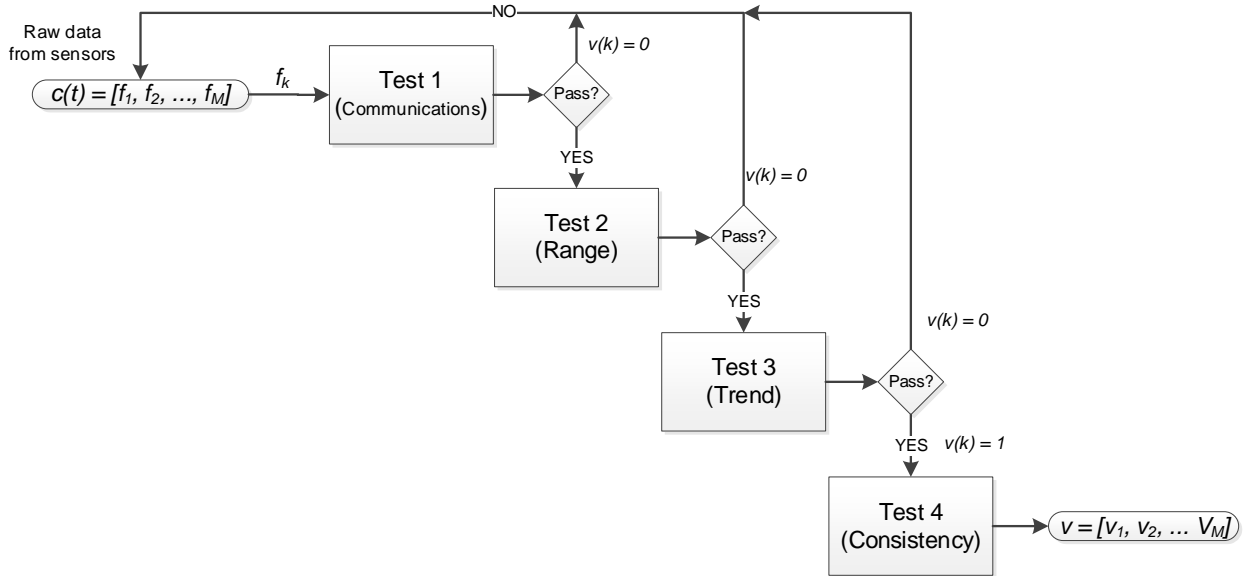 NO
Raw data
from sensors
c(t) = [f1, f2, ..., fM]
fk
Test 1
(Communications)
Pass?
v(k) = 0
YES
Test 2
(Range)
Pass?
v(k) = 0
YES
Test 3
(Trend)
Pass?
v(k) = 0
YES
v(k) = 1
Test 4
(Consistency)
v = [v1, v2, ... VM]